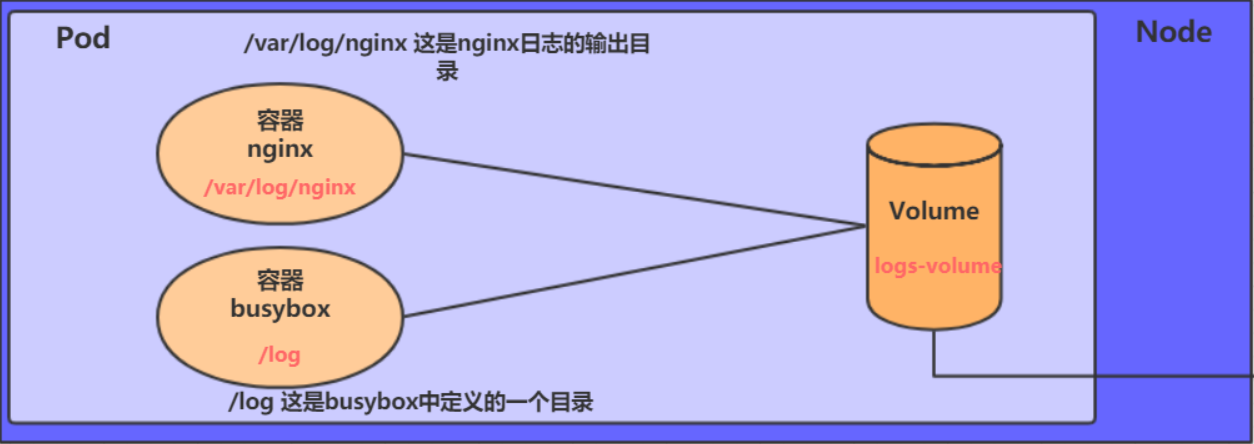 Pod
Node
/var/log/nginx 这是nginx日志的输出目
录
容器
nginx
/var/log/nginx
Volume
logs-volume
容器
busybox
/log
/log 这是busybox中定义的一个目录